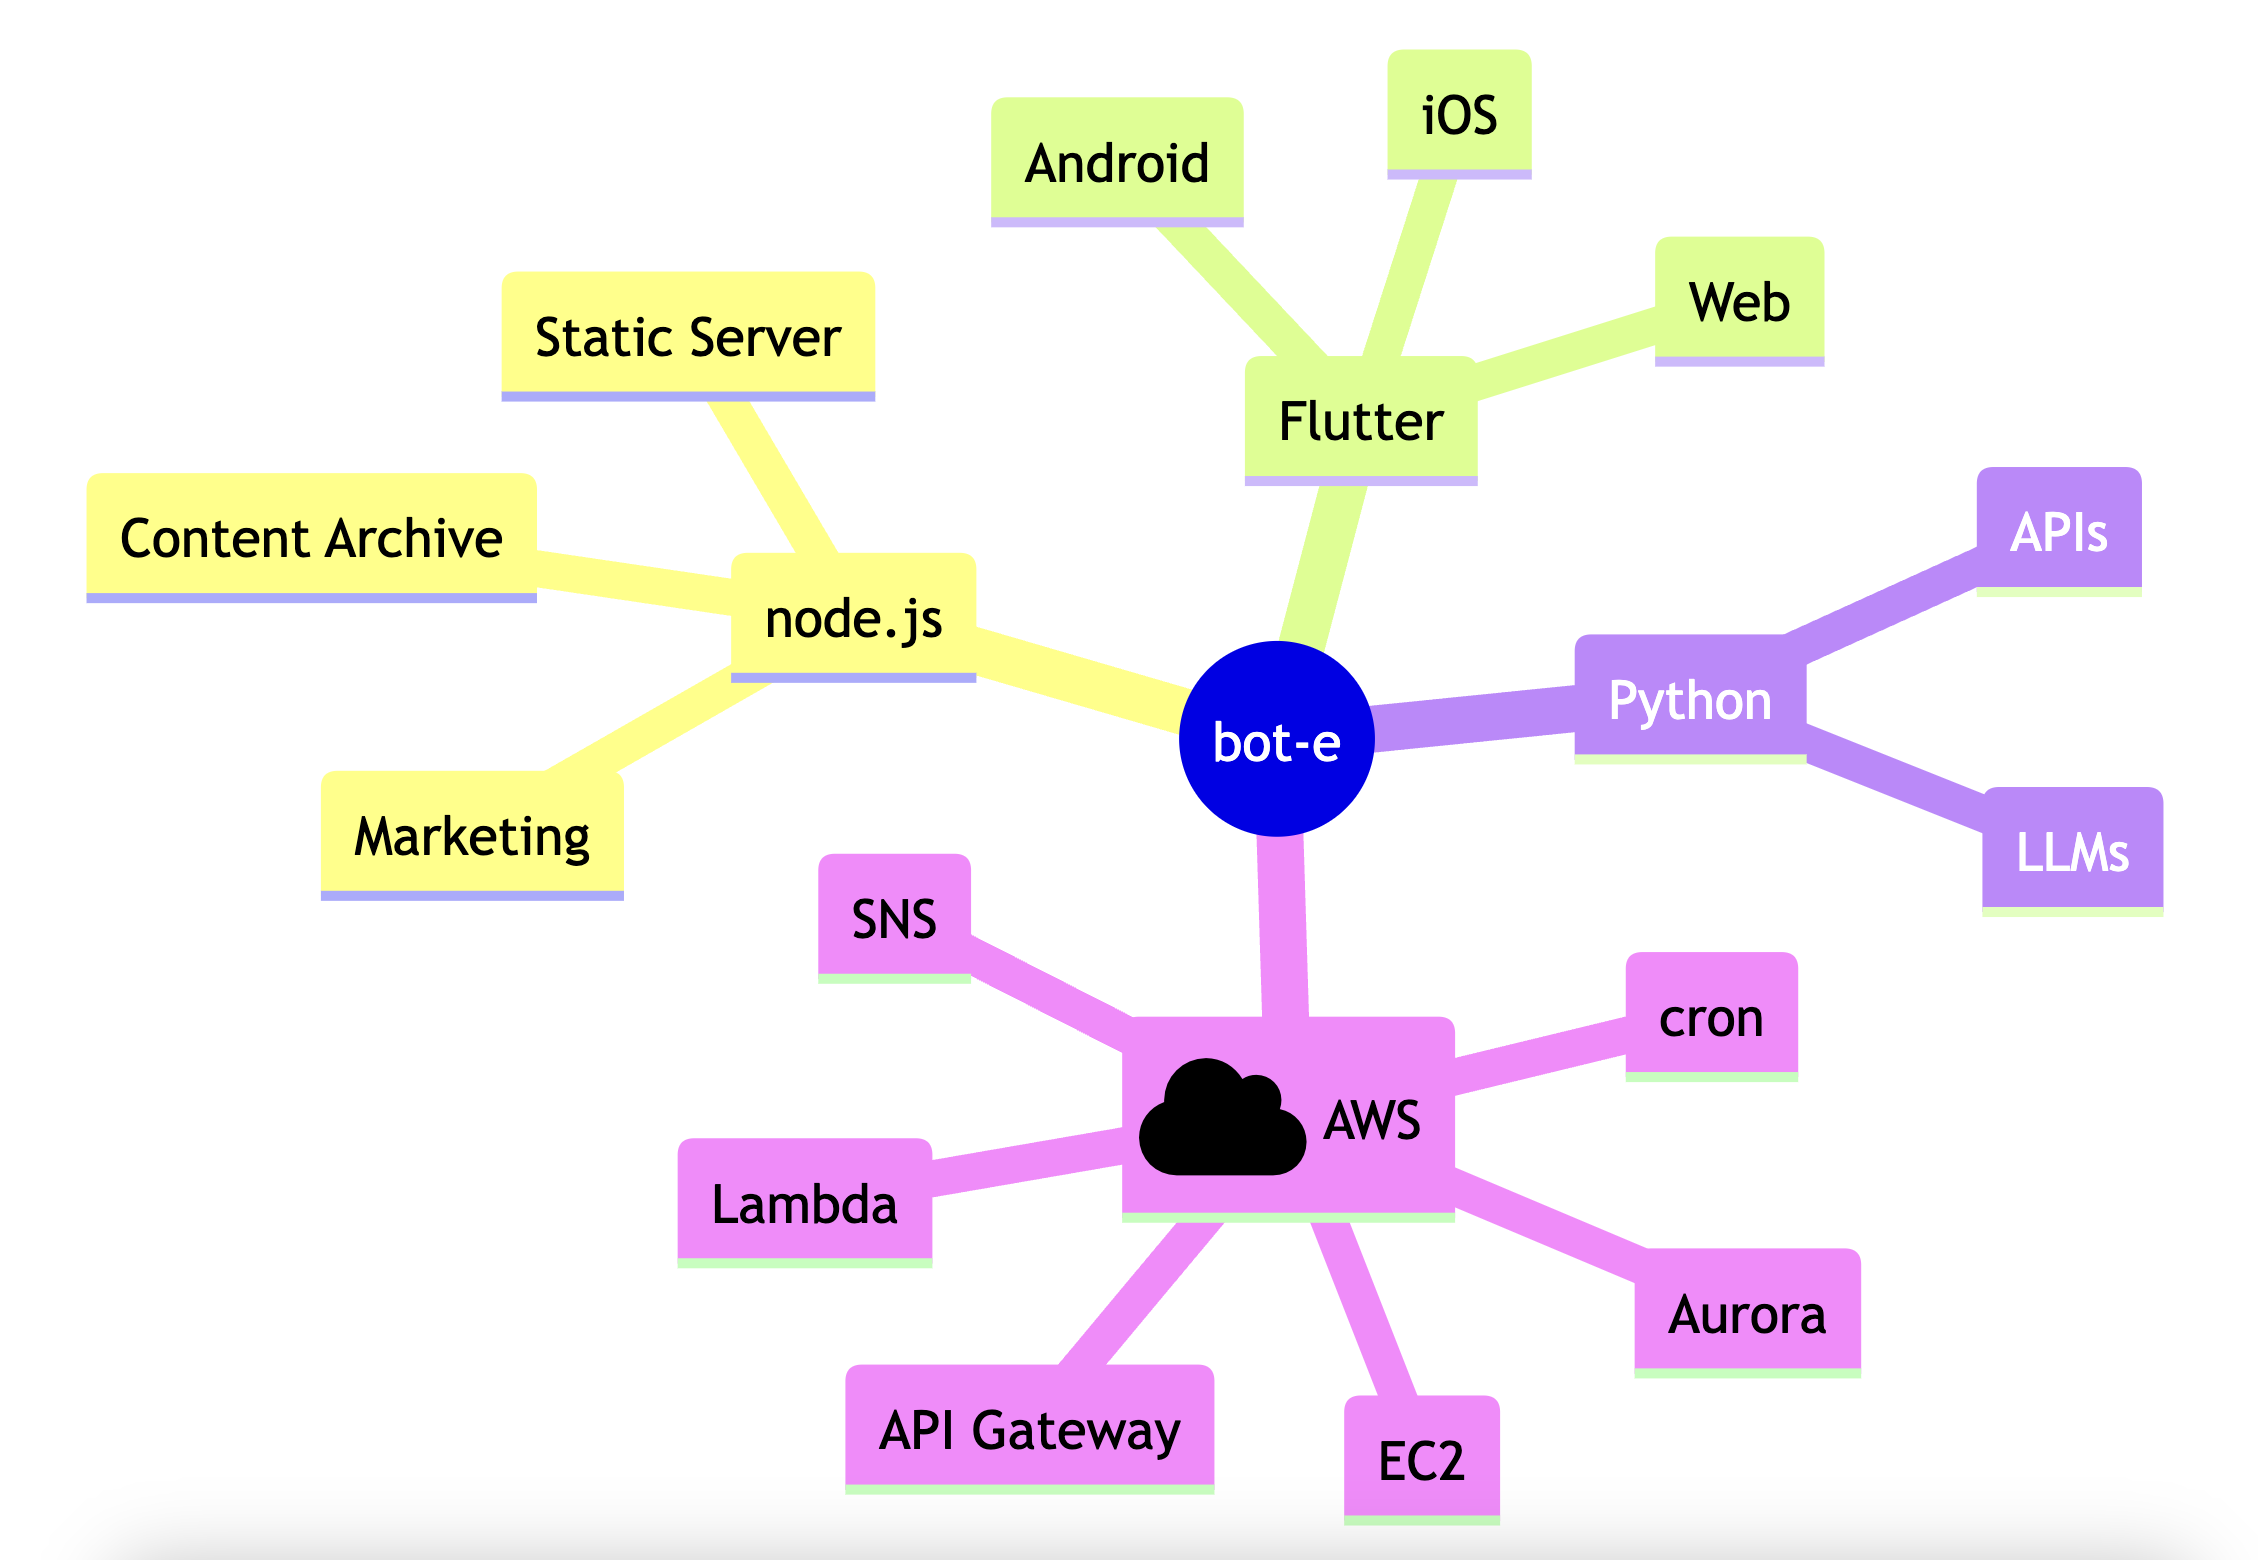 iOS
Android
Web
Static Server
Flutter
APIs
Content Archive
node.js
Python
bot-e
Marketing
LLMs
SNS
cron
AWS
Lambda
Aurora
API Gateway
EC2